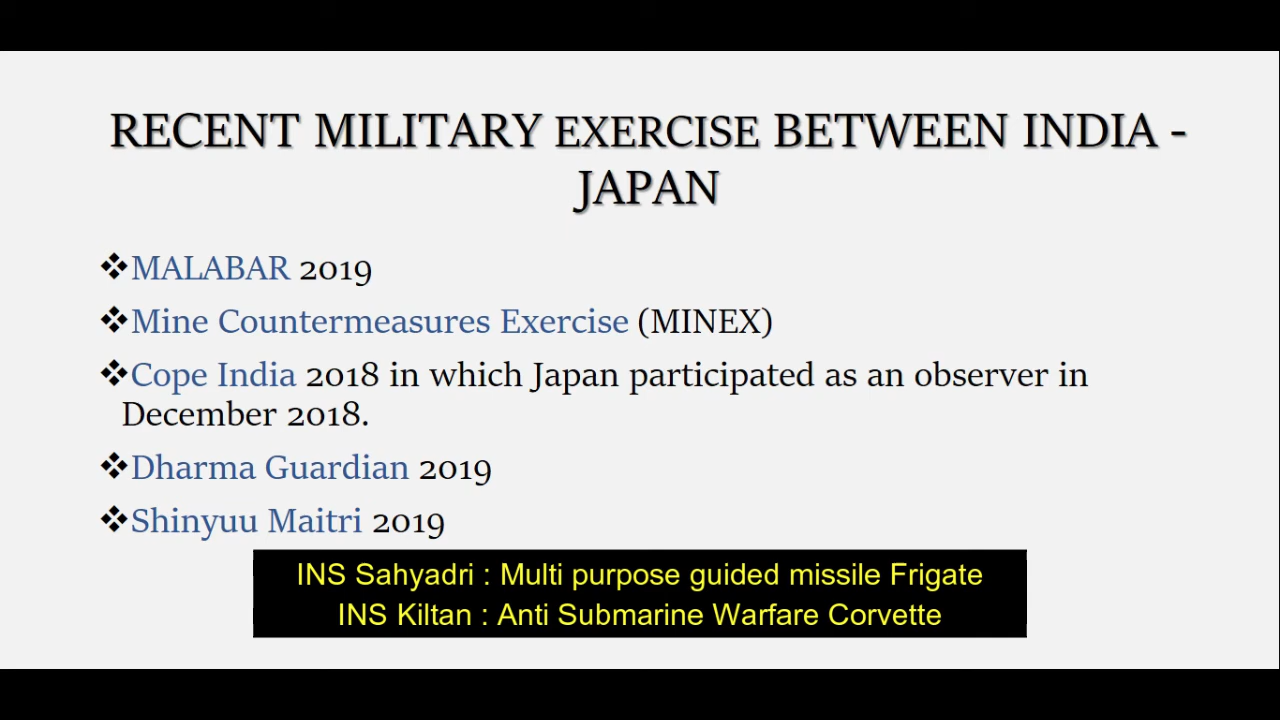 RECENT MILITARY EXERCISE BETWEEN INDIA -
JAPAN
❖MALABAR 2019
❖Mine Countermeasures Exercise (MINEX)
❖Cope India 2018 in which Japan participated as an observer in
December 2018.
❖Dharma Guardian 2019
❖Shinyuu Maitri 2019
INS Sahyadri : Multi purpose guided missile Frigate
INS Kiltan : Anti Submarine Warfare Corvette